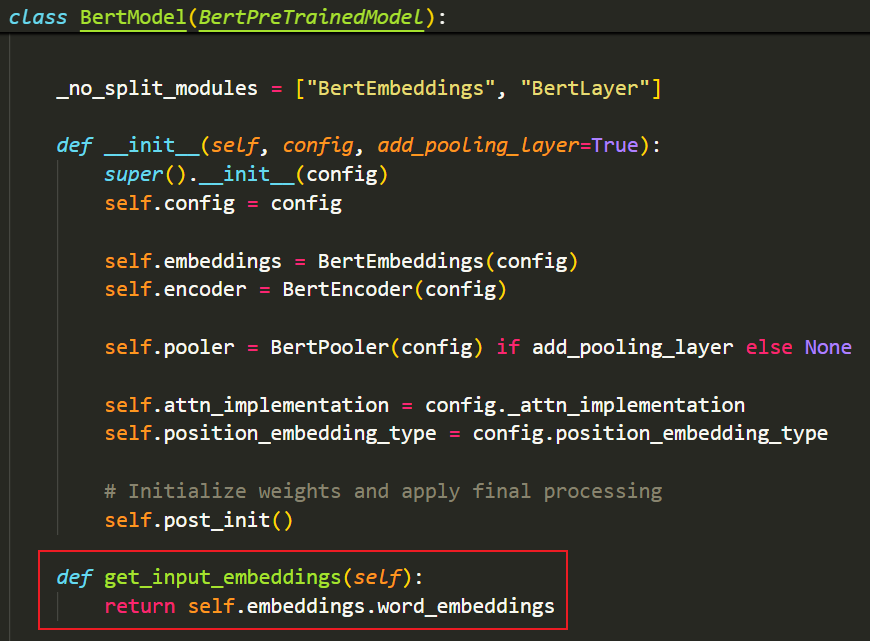 class BertModel(BertPreTrainedModel):
_no_split_modules = ["BertEmbeddings", "BertLayer"]
def __init__(self, config, add_pooling_layer=True):
super().__init__(config)
self.config = config
self.embeddings = BertEmbeddings(config)
self.encoder = BertEncoder(config)
self.pooler = BertPooler(config) if add_pooling_layer else None
self.attn_implementation = config._attn_implementation
self.position_embedding_type = config.position_embedding_type
# Initialize weights and apply final processing
self.post_init()
def get_input_embeddings(self):
return self.embeddings.word_embeddings